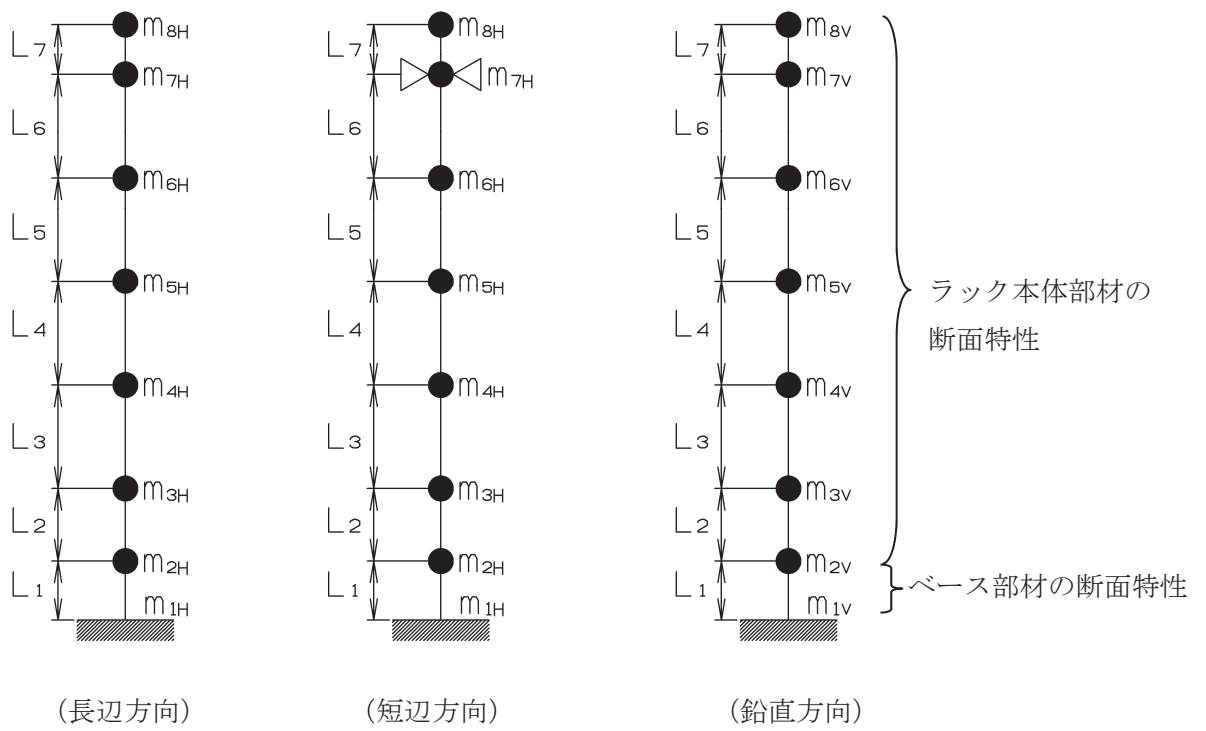 L7 m8H
m7H
L6
m6H
L5
m5H
L4
m4H
L3
m3H
L2
m2H
L1
m1H
(長辺方向)
L7 m8H
m7H
L6
m6H
L5
m5H
L4
m4H
L3
m3H
L2
m2H
L1
m1H
(短辺方向)
L7 m8V
m7V
L6
m6V
L5
m5V
L4
m4V
L3
m3V
L2
m2V
L1
m1V
(鉛直方向)
ラック本体部材の
断面特性
ベース部材の断面特性